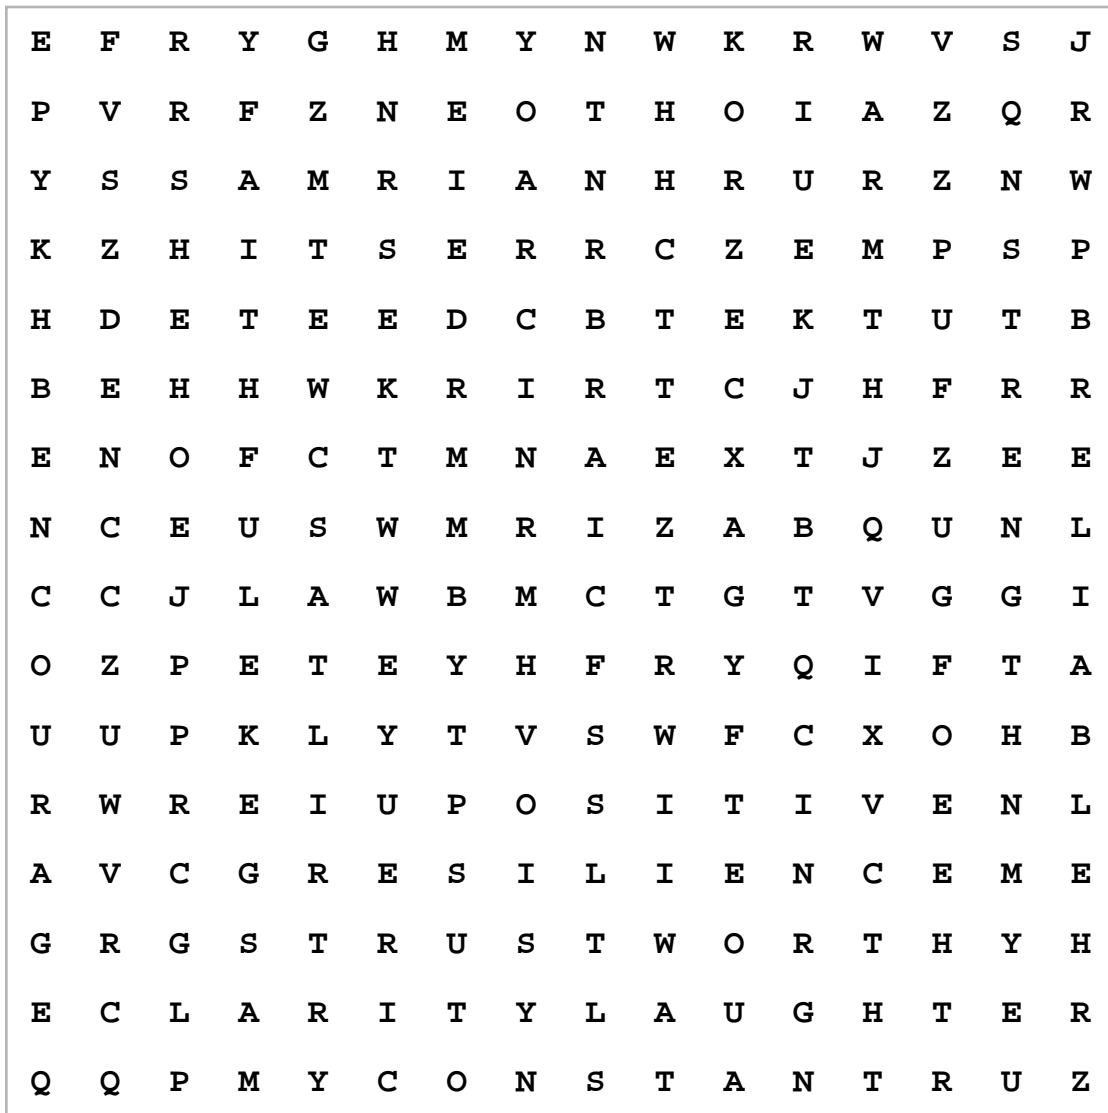 E F R Y G H M Y N W K R W V S J
P V R F Z N E O T H O I A Z Q R
Y S S A M R I A N H R U R Z N W
K Z H I T S E R R C Z E M P S P
H D E T E E D C B T E K T U T B
B E H H W K R I R T C J H F R R
E N O F C T M N A E X T J Z E E
N C E U S W M R I Z A B Q U N L
C C J L A W B M C T G T V G G I
O Z P E T E Y H F R Y Q I F T A
U U P K L Y T V S W F C X O H B
R W R E I U P O S I T I V E N L
A V C G R E S I L I E N C E M E
G R G S T R U S T W O R T H Y H
E C L A R I T Y L A U G H T E R
Q Q P M Y C O N S T A N T R U Z